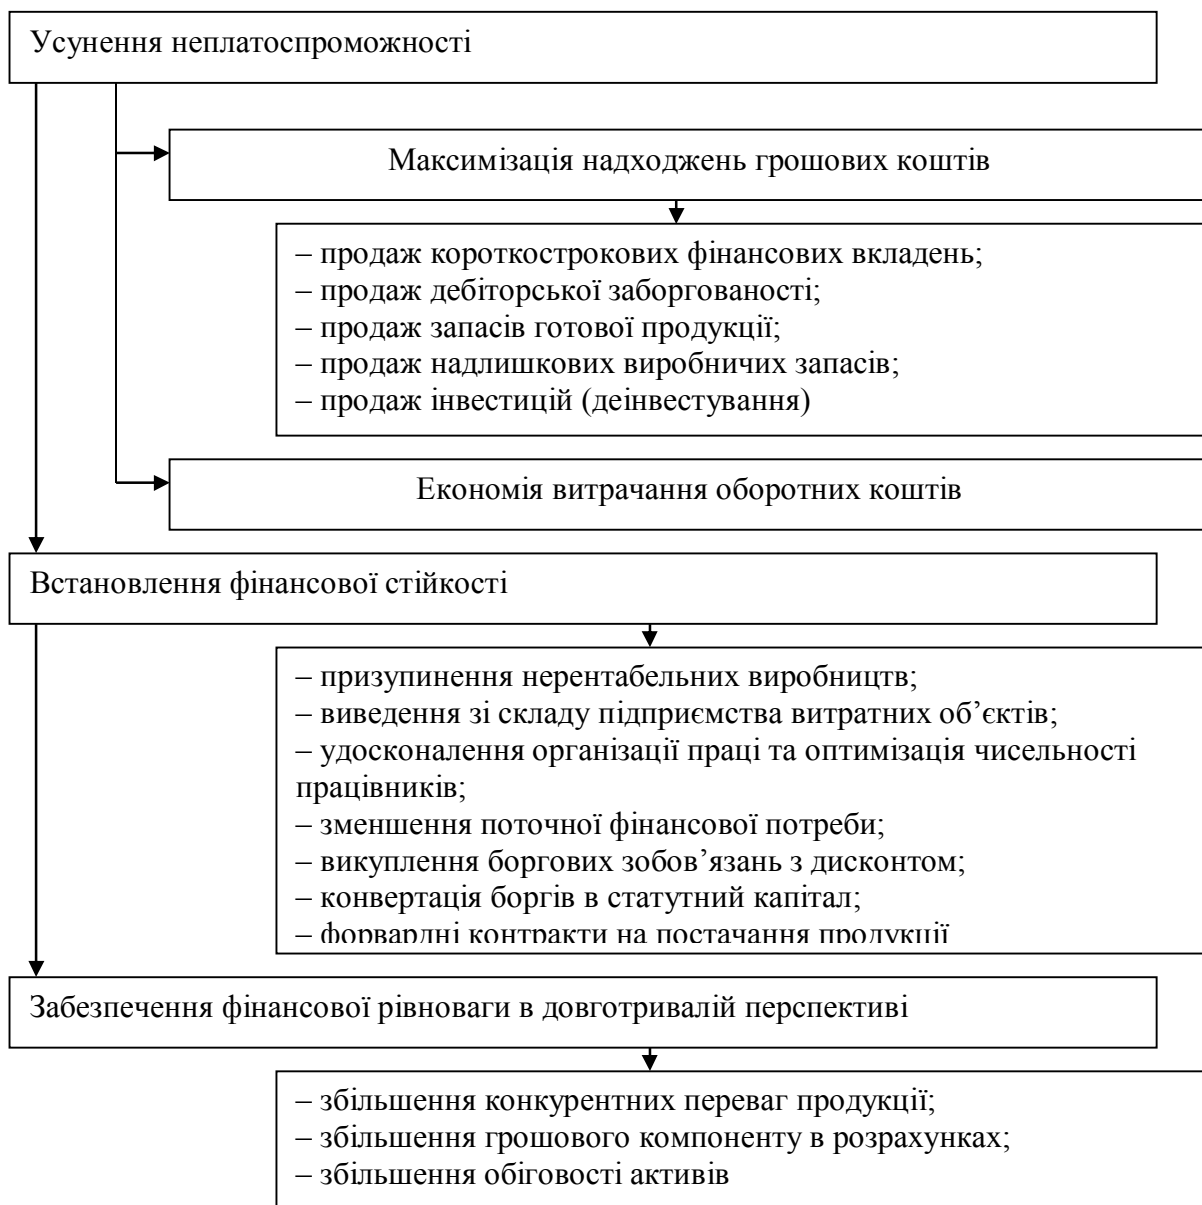 Усунення неплатоспроможності
Максимізація надходжень грошових коштів
– продаж короткострокових фінансових вкладень;
– продаж дебіторської заборгованості;
– продаж запасів готової продукції;
– продаж надлишкових виробничих запасів;
– продаж інвестицій (деінвестування)
Економія витрачання оборотних коштів
Встановлення фінансової стійкості
– призупинення нерентабельних виробництв;
– виведення зі складу підприємства витратних об’єктів;
– удосконалення організації праці та оптимізація чисельності
працівників;
– зменшення поточної фінансової потреби;
– викуплення боргових зобов’язань з дисконтом;
– конвертація боргів в статутний капітал;
– форвардні контракти на постачання продукції
Забезпечення фінансової рівноваги в довготривалій перспективі
– збільшення конкурентних переваг продукції;
– збільшення грошового компоненту в розрахунках;
– збільшення обіговості активів